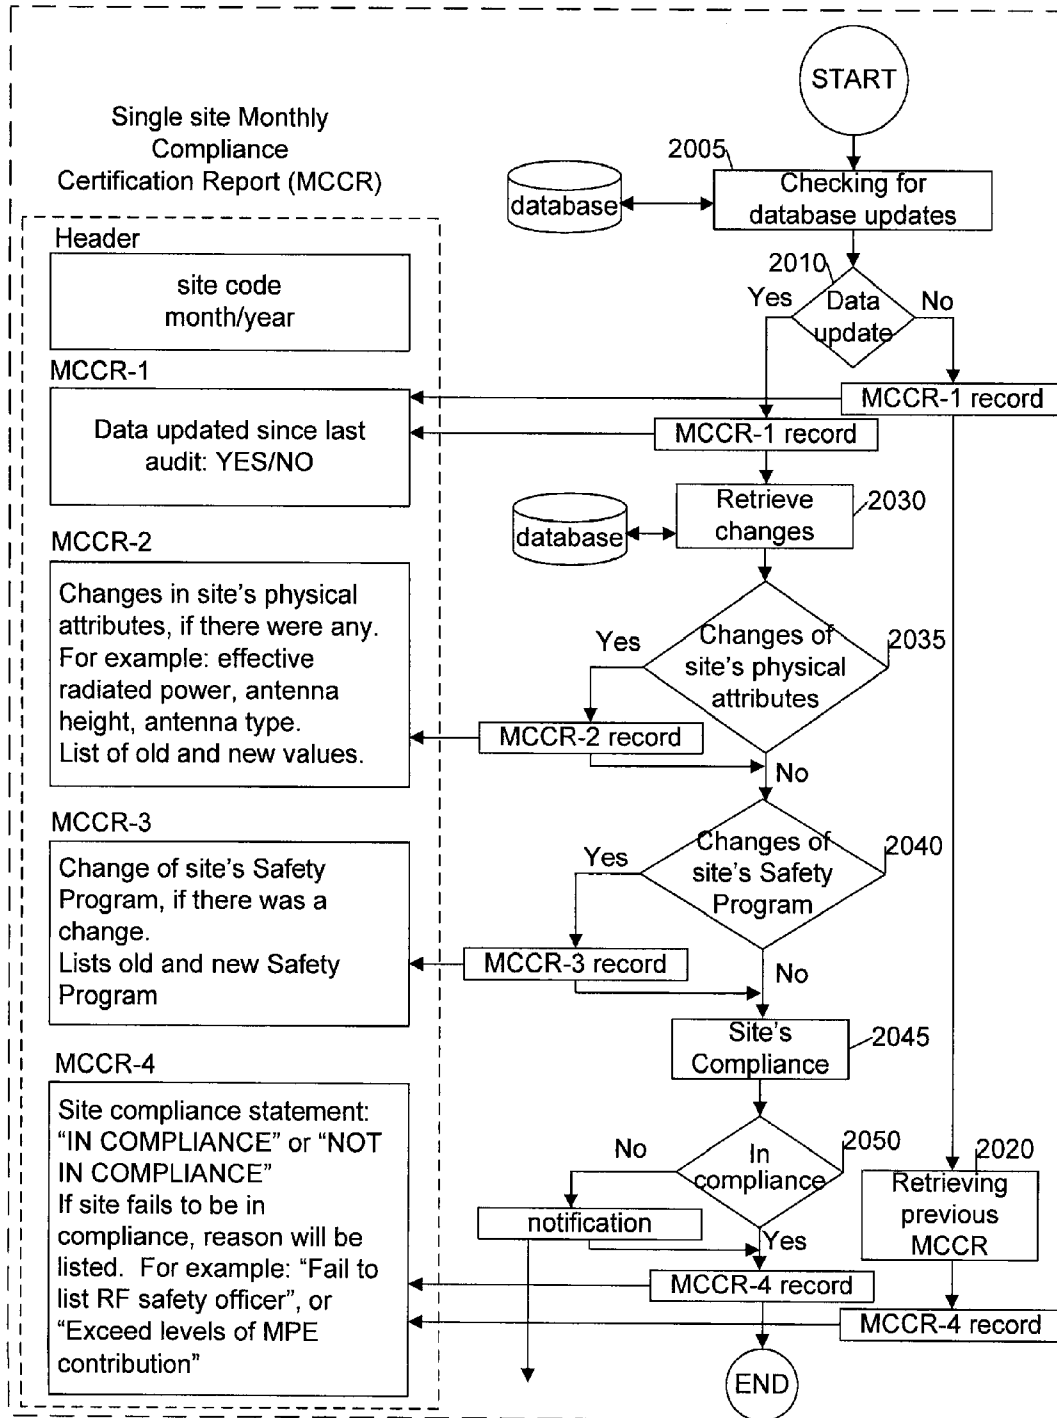 START
Single site Monthly
Compliance
Certification Report (MCCR)
2005
Checking for
database updates
database
Header
site code
month/year
2010
Yes
Data
update
No
MCCR-1
MCCR-1 record
MCCR-1 record
Data updated since last
audit: YES/NO
Retrieve
changes
2030
database
MCCR-2
Changes in site's physical
attributes, if there were any.
For example: effective
radiated power, antenna
height, antenna type.
List of old and new values.
Yes
Changes of
site's physical
attributes
2035
MCCR-2 record
No
MCCR-3
Change of site's Safety
Program, if there was a
change.
Lists old and new Safety
Program
Yes
Changes of
site's Safety
Program
2040
MCCR-3 record
No
Site's
Compliance
2045
MCCR-4
Site compliance statement:
“IN COMPLIANCE” or “NOT
IN COMPLIANCE”
If site fails to be in
compliance, reason will be
listed.  For example: “Fail to
list RF safety officer”, or
“Exceed levels of MPE
contribution”
No
In
compliance
2050
2020
Retrieving
previous
MCCR
notification
Yes
MCCR-4 record
MCCR-4 record
END